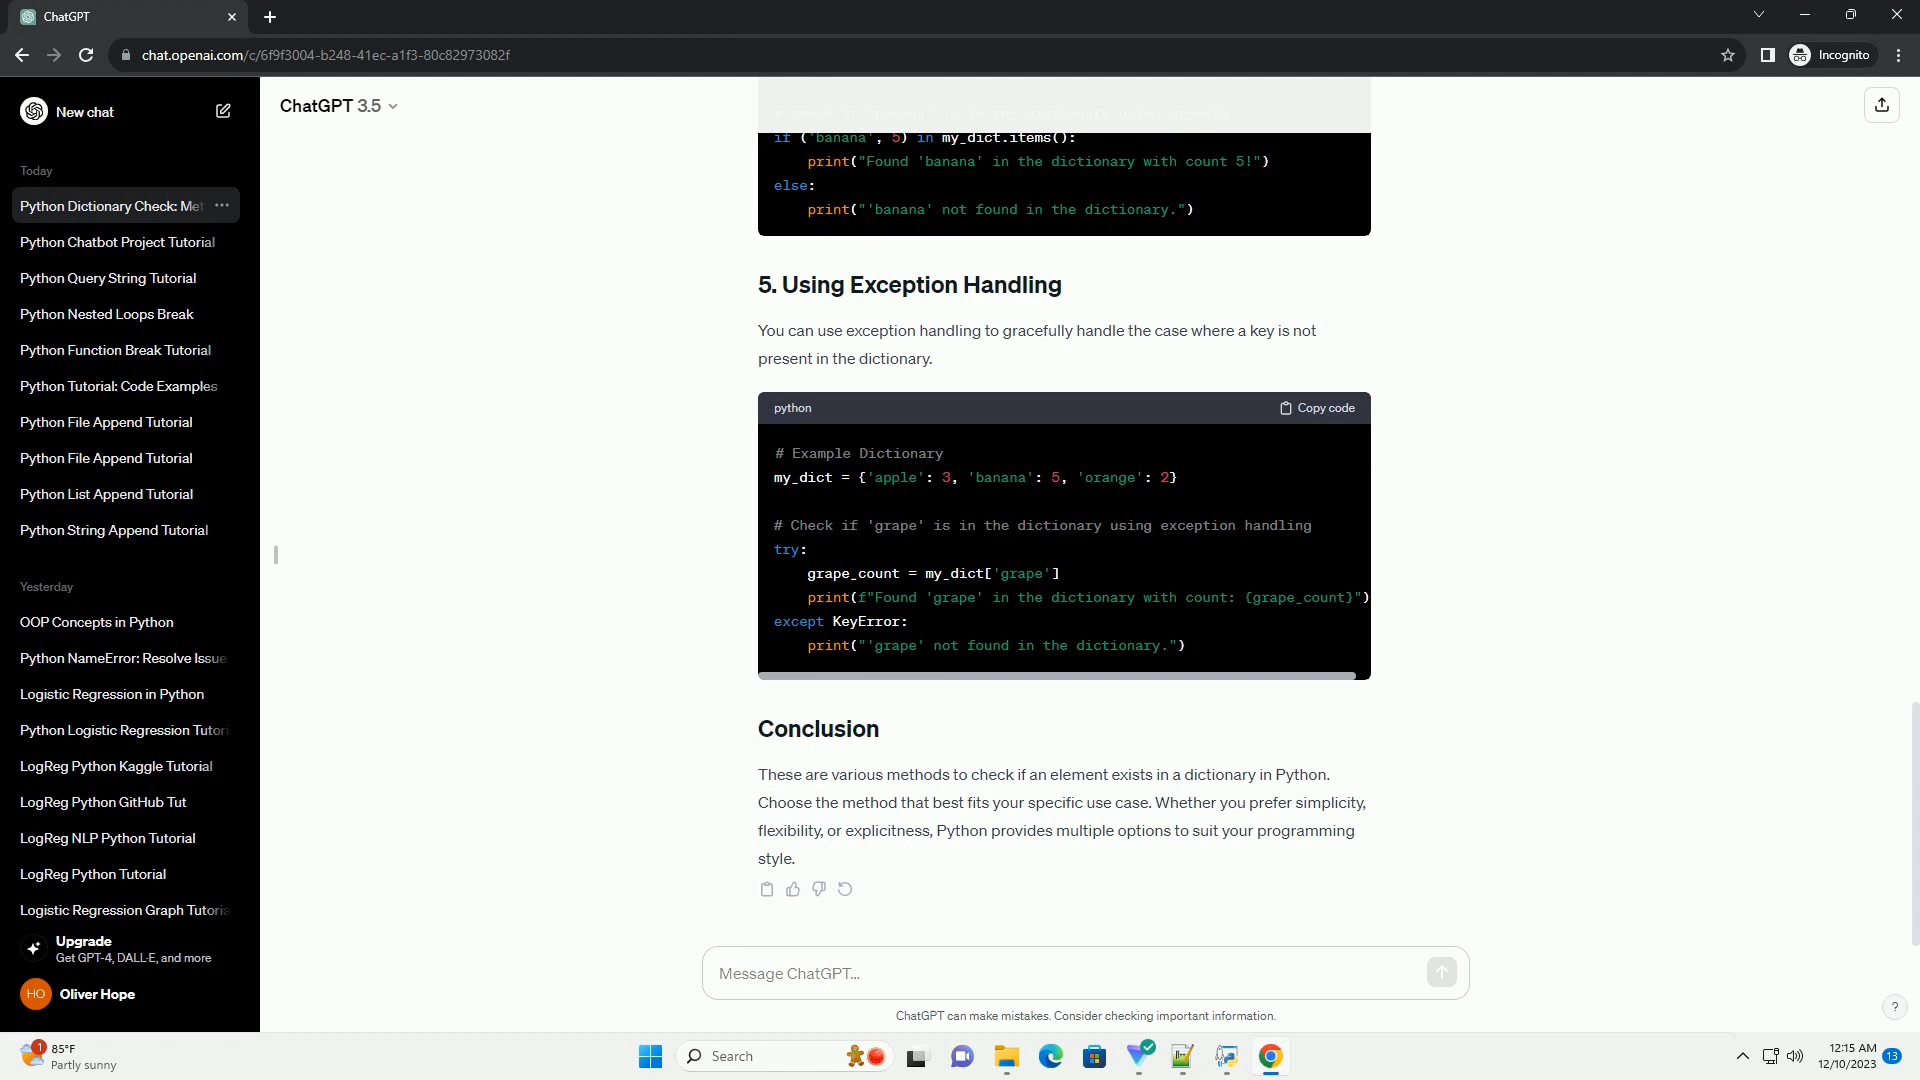 ChatGPT
chat.openai.com/c/6f9f3004-b248-41ec-a1f3-80c82973082f
Incognito
New chat
Today
Python Dictionary Check: Met
Python Chatbot Project Tutorial
Python Query String Tutorial
Python Nested Loops Break
Python Function Break Tutorial
Python Tutorial: Code Examples
Python File Append Tutorial
Python File Append Tutorial
Python List Append Tutorial
Python String Append Tutorial
Yesterday
OOP Concepts in Python
Python NameError: Resolve Issue
Logistic Regression in Python
Python Logistic Regression Tutori
LogReg Python Kaggle Tutorial
LogReg Python GitHub Tut
LogReg NLP Python Tutorial
LogReg Python Tutorial
Logistic Regression Graph Tutoria
Upgrade
Get GPT-4, DALL·E, and more
HO
Oliver Hope
ChatGPT 3.5
if ('banana', 5) in my_dict.items():
print("Found 'banana' in the dictionary with count 5!")
else:
print("'banana' not found in the dictionary.")
5. Using Exception Handling
You can use exception handling to gracefully handle the case where a key is not
present in the dictionary.
python
Copy code
# Example Dictionary
my_dict = {'apple': 3, 'banana': 5, 'orange': 2}
# Check if 'grape' is in the dictionary using exception handling
try:
grape_count = my_dict['grape']
print(f"Found 'grape' in the dictionary with count: {grape_count}")
except KeyError:
print("'grape' not found in the dictionary.")
Conclusion
These are various methods to check if an element exists in a dictionary in Python.
Choose the method that best fits your specific use case. Whether you prefer simplicity,
flexibility, or explicitness, Python provides multiple options to suit your programming
style.
Message ChatGPT...
ChatGPT can make mistakes. Consider checking important information.
?
1
85°F
Partly sunny
Search
12:15 AM
12/10/2023
13